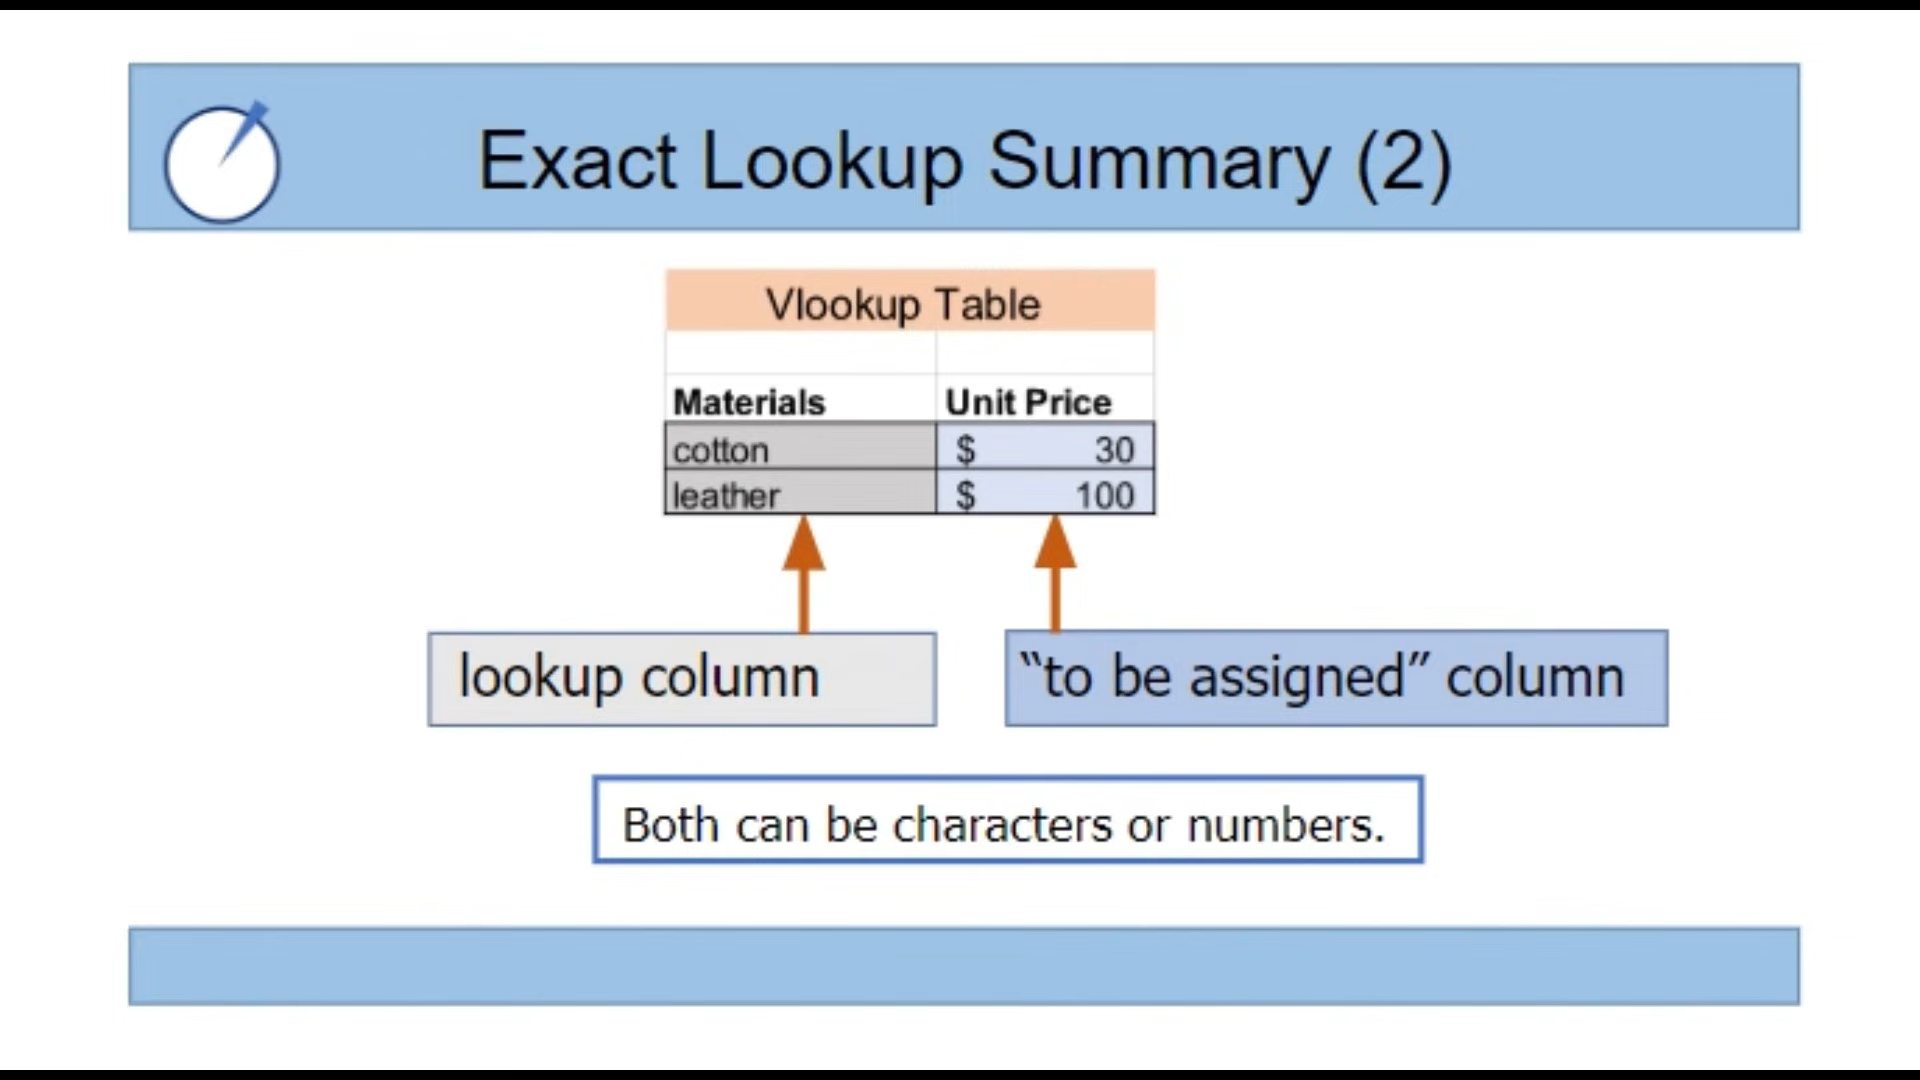 Exact Lookup Summary (2)
Vlookup Table
Materials Unit Price
cotton $ 30
leather $ 100
lookup column
“to be assigned” column
Both can be characters or numbers.